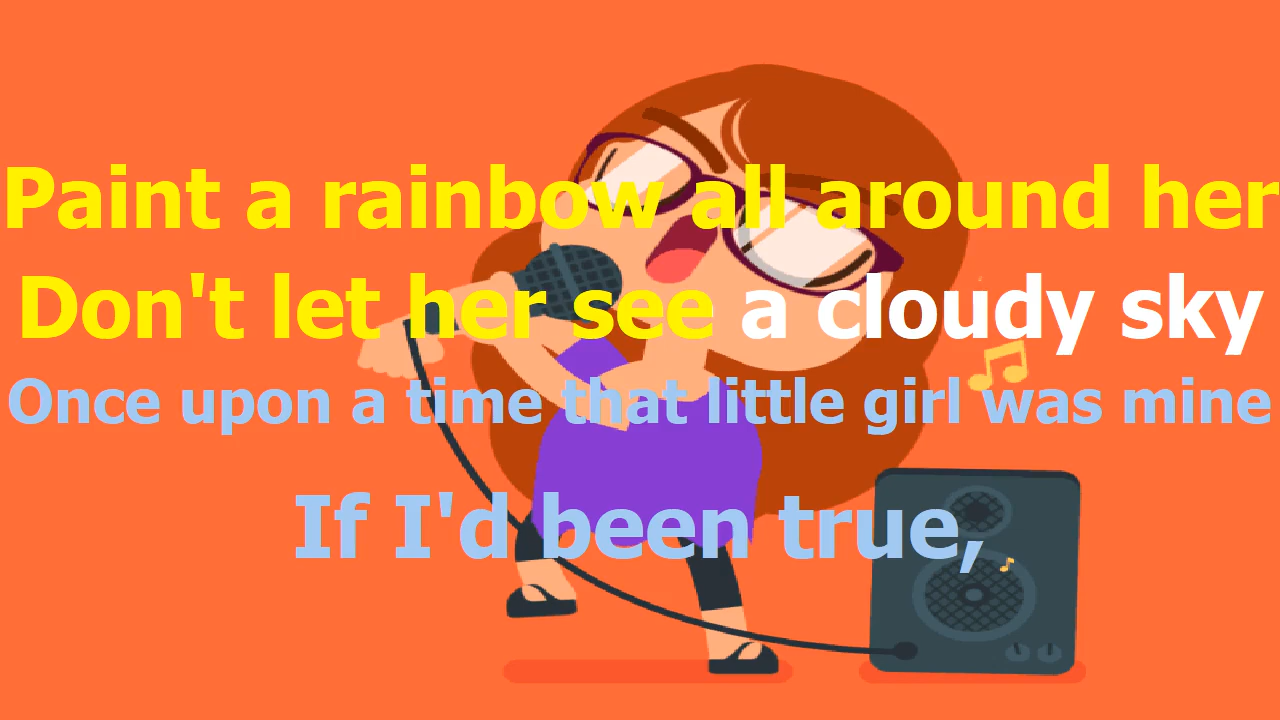 Paint a rainbow all around her
Don't let her see a cloudy sky
Once upon a time that little girl was mine
If I'd been true,